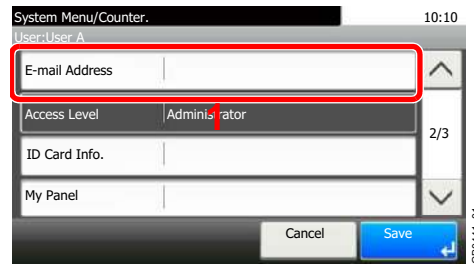 System Menu/Counter.
10:10
User:User A
E-mail Address
Access Level Administrator
1
2/3
ID Card Info.
My Panel
Cancel
Save